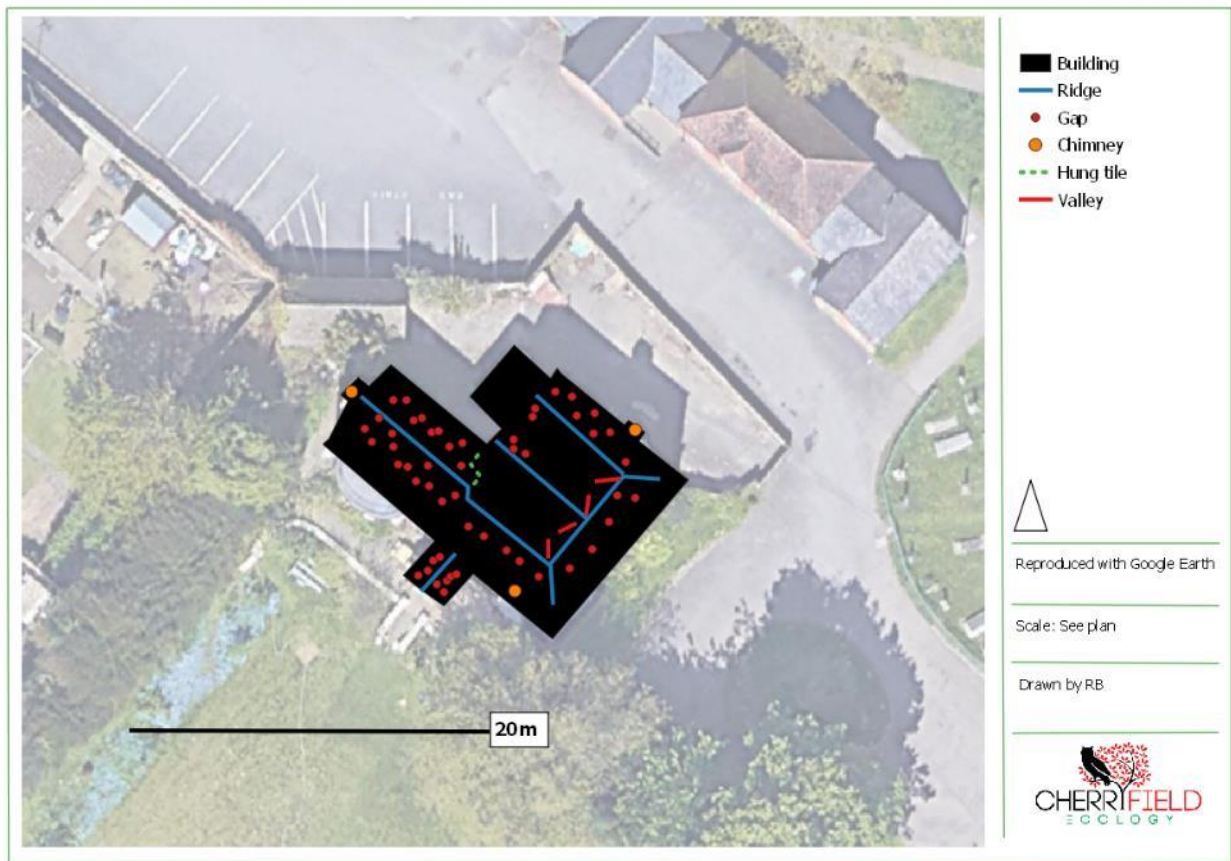 Building
Ridge
Gap
Chimney
Hung tile
Valley
Reproduced with Google Earth
Scale: See plan
Drawn by RB
20m
CHERRYFIELD
ECOLOGY